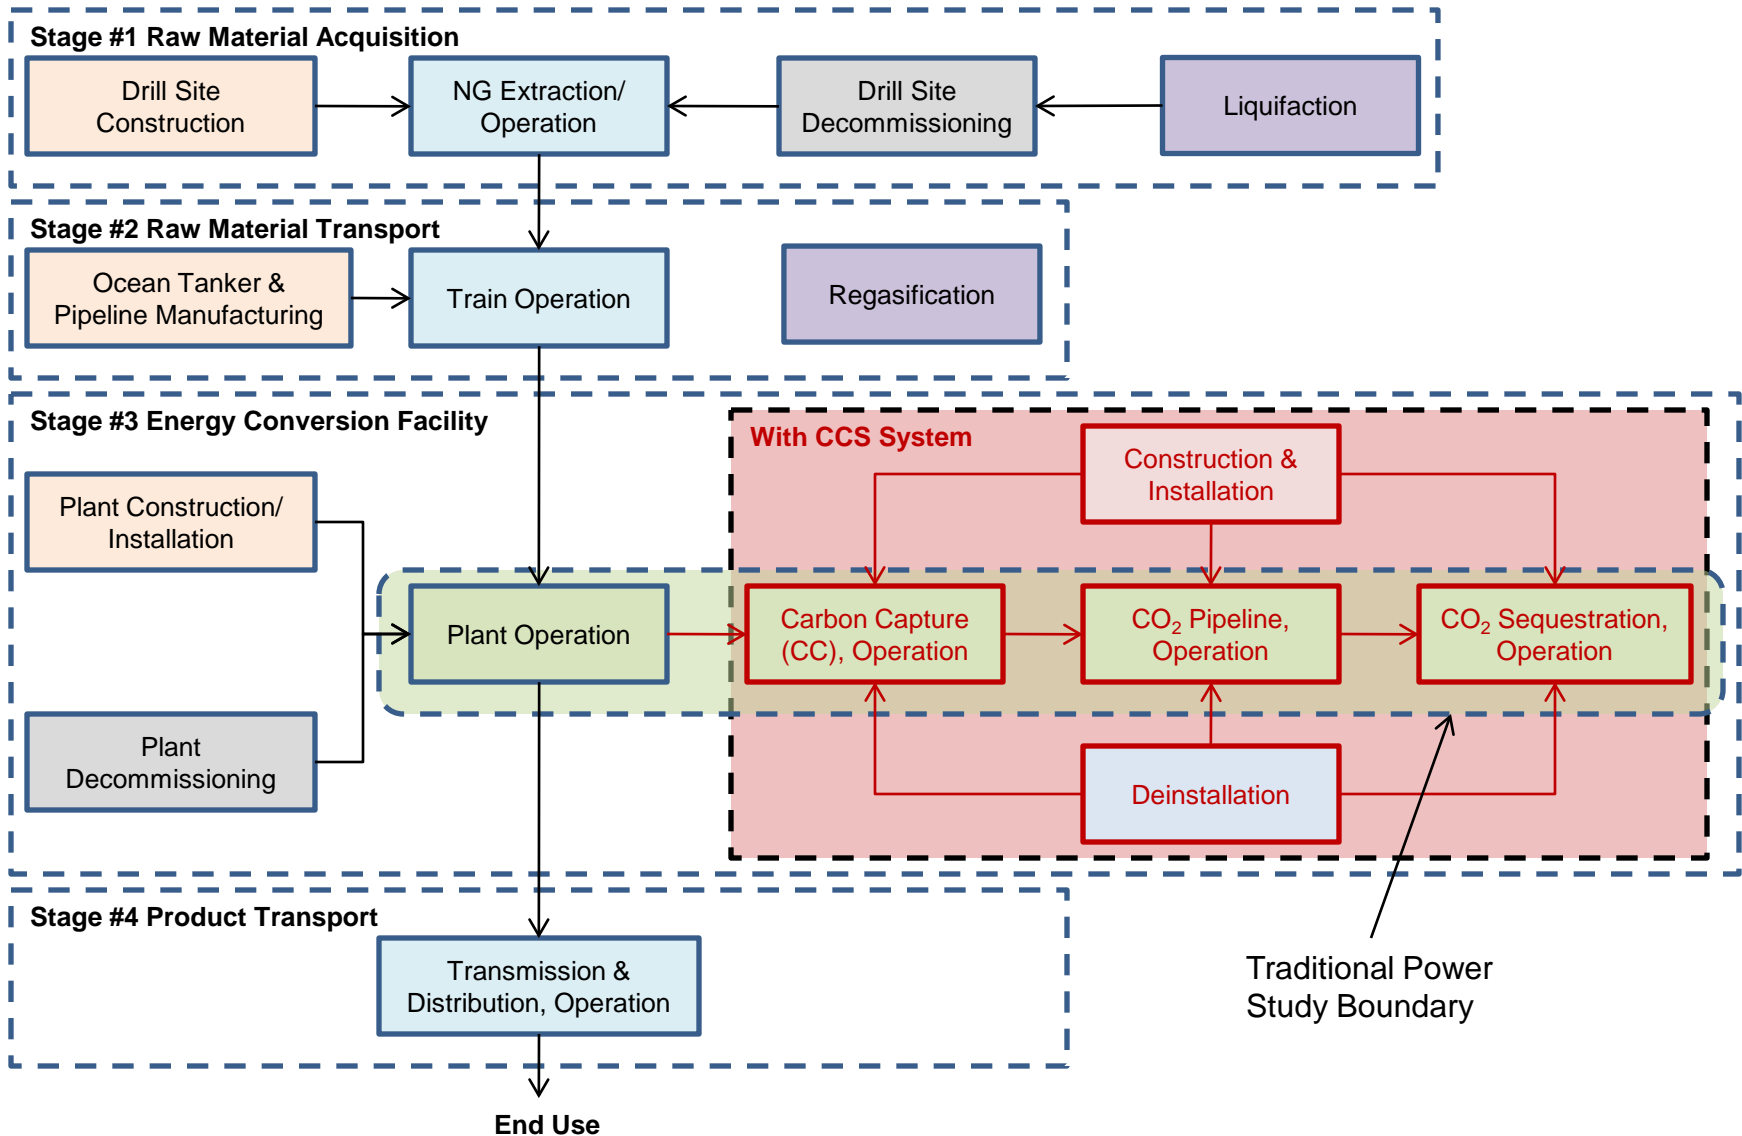 Stage #1 Raw Material Acquisition
Drill Site
Construction
NG Extraction/
Operation
Drill Site
Decommissioning
Liquifaction
Stage #2 Raw Material Transport
Ocean Tanker &
Pipeline Manufacturing
Train Operation
Regasification
Stage #3 Energy Conversion Facility
With CCS System
Construction &
Installation
Plant Construction/
Installation
Plant Operation
Carbon Capture
(CC), Operation
CO₂ Pipeline,
Operation
CO₂ Sequestration,
Operation
Plant
Decommissioning
Deinstallation
Stage #4 Product Transport
Transmission &
Distribution, Operation
Traditional Power
Study Boundary
End Use